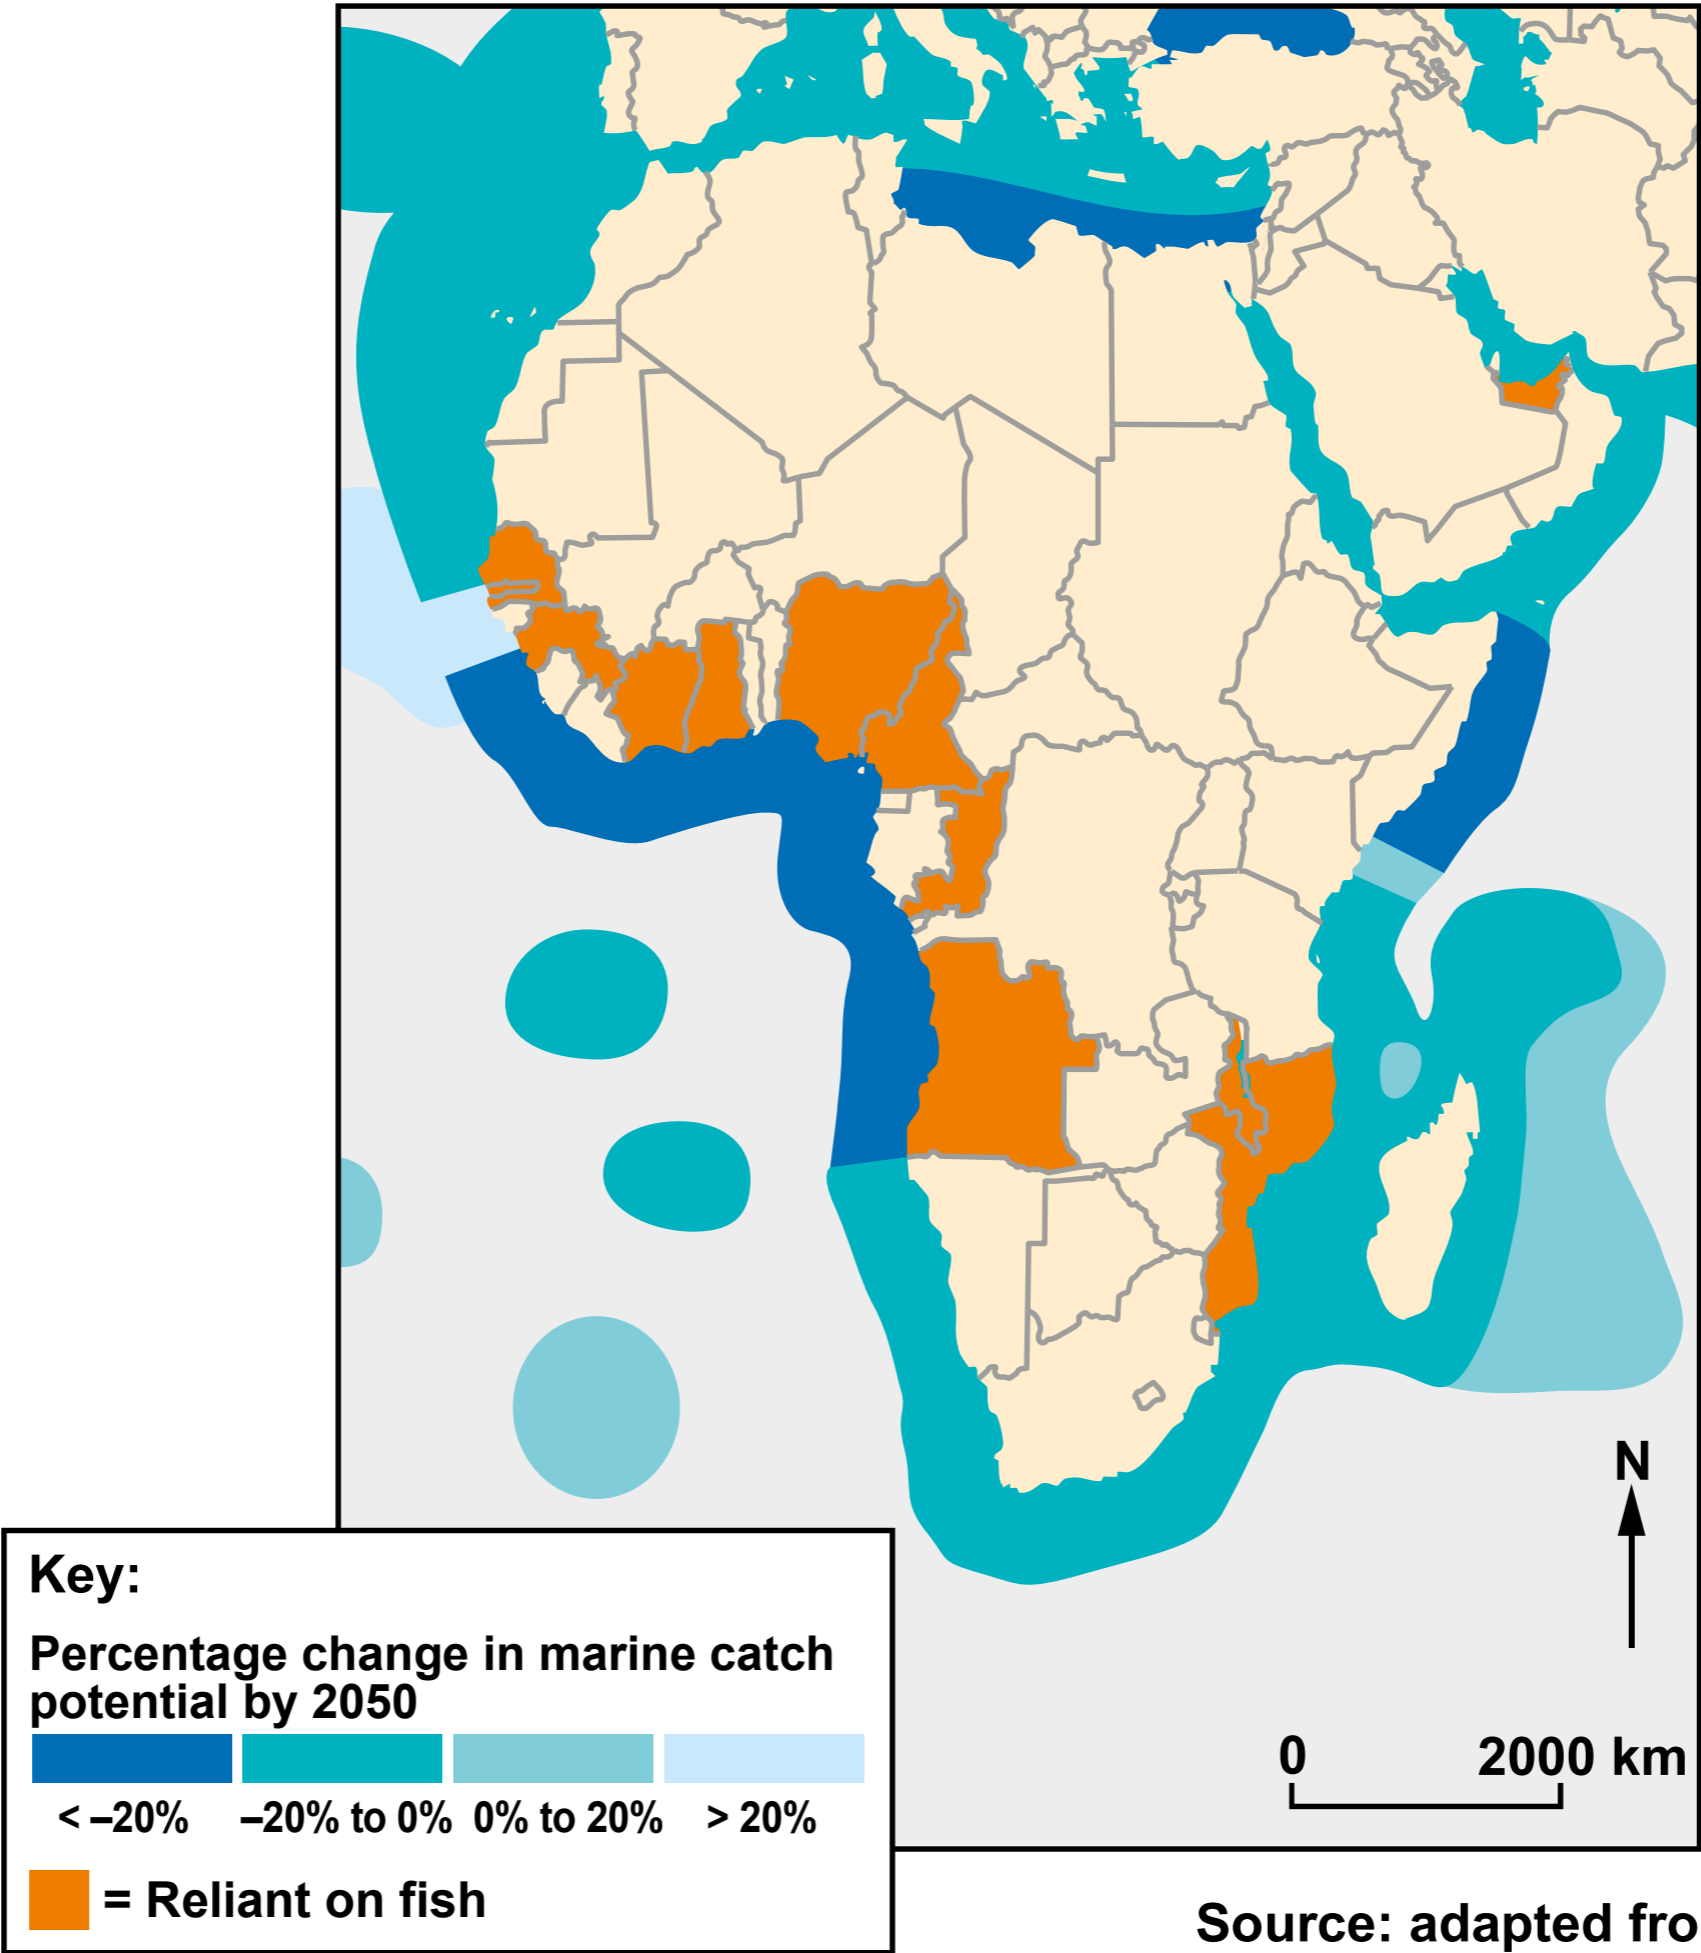 N
0 2000 km
Key:
Percentage change in marine catch
potential by 2050
< –20% –20% to 0% 0% to 20% > 20%
= Reliant on fish
Source: adapted fro